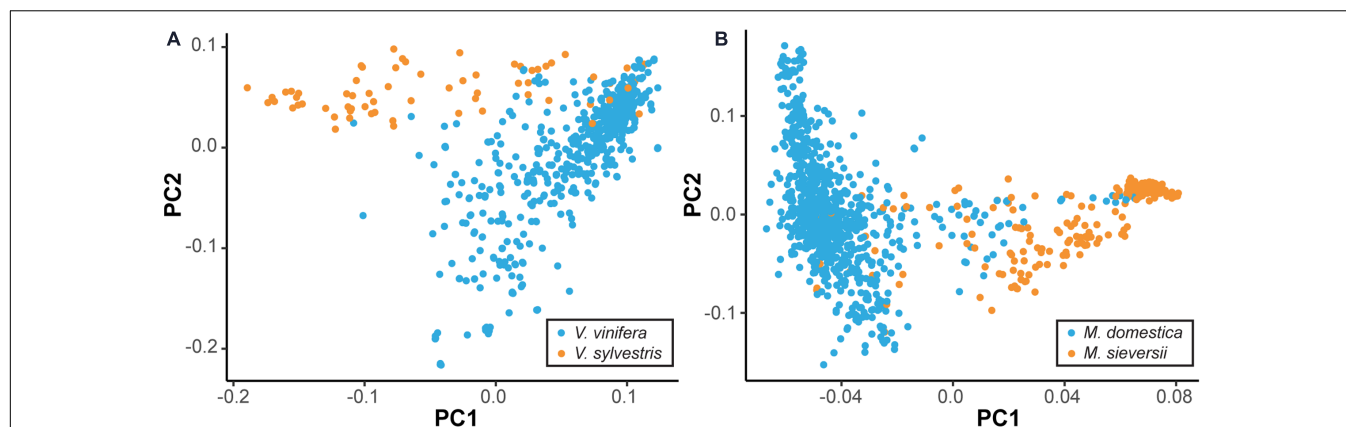 A
0.1
0.0
-0.1
-0.2
PC2
-0.2
-0.1
0.0
0.1
PC1
V. vinifera
V. sylvestris
B
0.1
0.0
-0.1
PC2
-0.04
0.0
0.04
0.08
PC1
M. domestica
M. sieversii